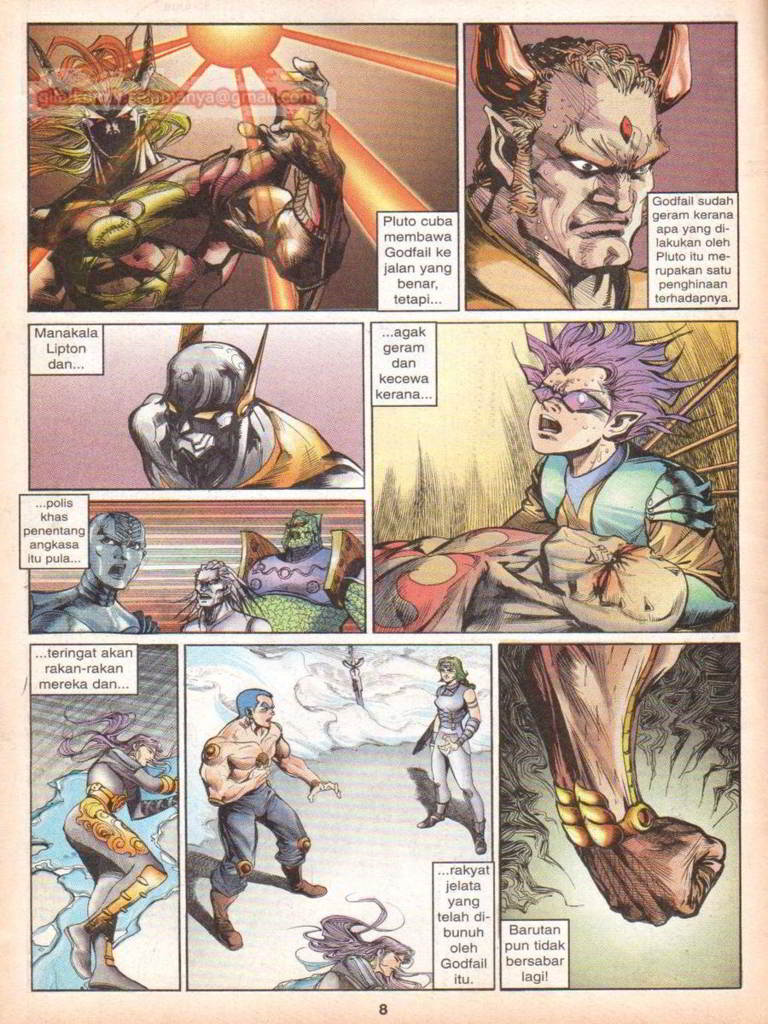 Pluto cuba
membawa
Godfail ke
jalan yang
benar,
tetapi...
Godfail sudah
geram kerana
apa yang di-
lakukan oleh
Pluto itu me-
rupakan satu
penghinaan
terhadapnya.
Manakala
Lipton
dan...
...agak
geram
dan
kecewa
kerana...
...polis
khas
penentang
angkasa
itu pula...
...teringat akan
rakan-rakan
mereka dan...
...rakyat
jelata
yang
telah di-
bunuh
oleh
Godfail
itu.
Barutan
pun tidak
bersabar
lagi!
8